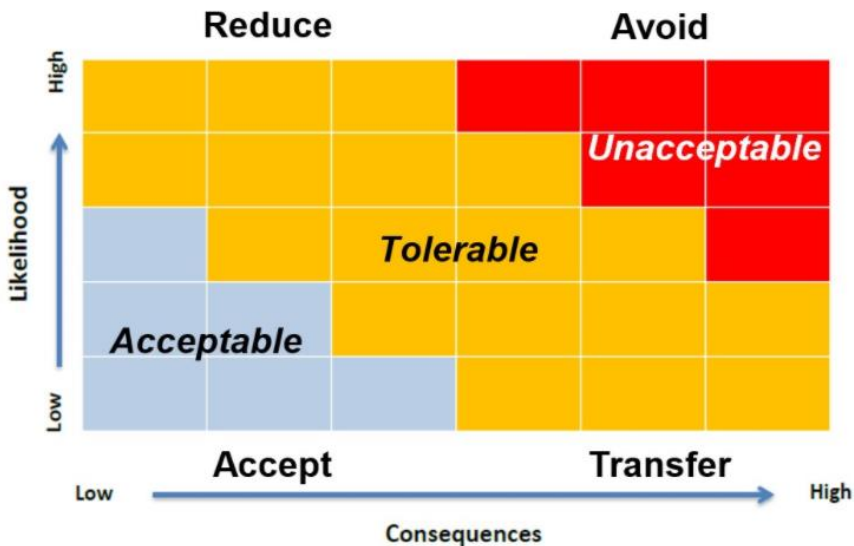 Reduce Avoid
High
Unacceptable
Likelihood
Tolerable
Acceptable
Low
Accept Transfer
Low High
Consequences